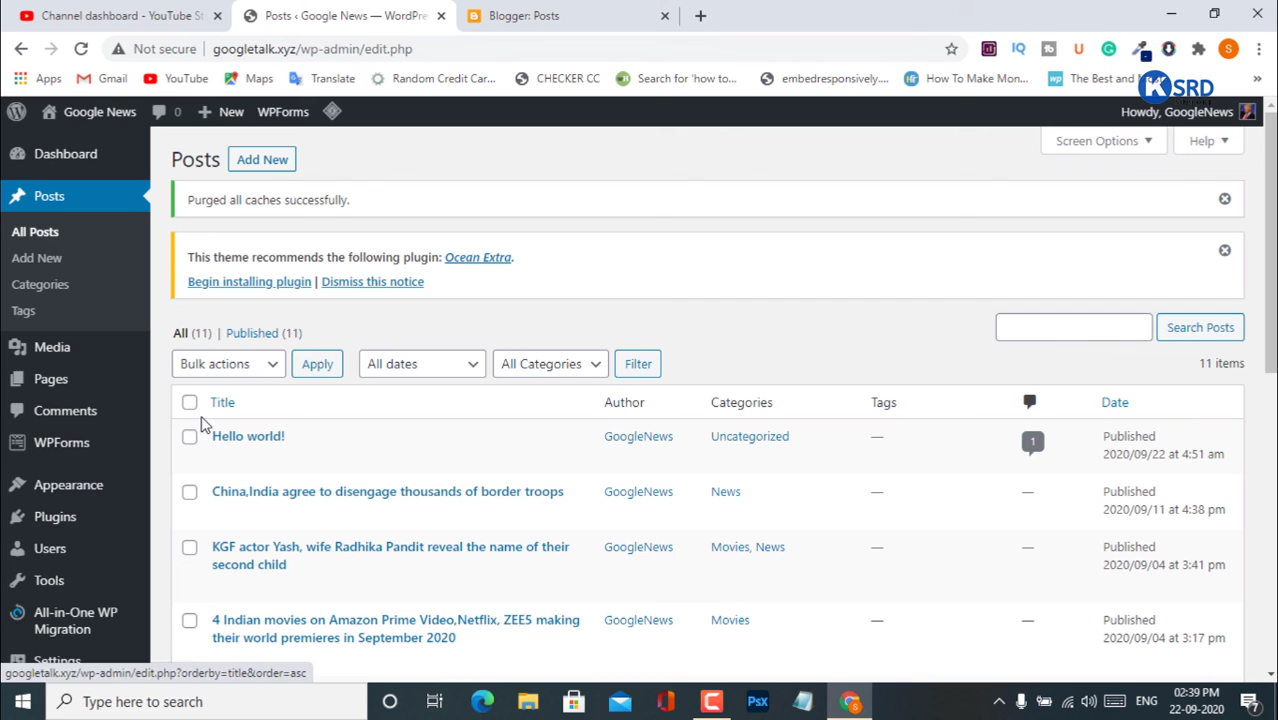 Channel dashboard - YouTube St
Posts ‹ Google News — WordPre
Blogger: Posts
Not secure
googletalk.xyz/wp-admin/edit.php
Apps
Gmail
YouTube
Maps
Translate
Random Credit Car...
CHECKER CC
Search for 'how to...
embedresponsively....
How To Make Mon...
The Best and
KSRD
Google News
0
New
WPForms
Howdy, GoogleNews
Dashboard
Posts
All Posts
Add New
Categories
Tags
Media
Pages
Comments
WPForms
Appearance
Plugins
Users
Tools
All-in-One WP
Migration
Settings
Posts
Add New
Screen Options
Help
Purged all caches successfully.
This theme recommends the following plugin: Ocean Extra.
Begin installing plugin | Dismiss this notice
All (11) | Published (11)
Search Posts
Bulk actions
Apply
All dates
All Categories
Filter
11 items
Title
Author
Categories
Tags
Date
Hello world!
GoogleNews
Uncategorized
—
1
Published
2020/09/22 at 4:51 am
China,India agree to disengage thousands of border troops
GoogleNews
News
—
—
Published
2020/09/11 at 4:38 pm
KGF actor Yash, wife Radhika Pandit reveal the name of their
second child
GoogleNews
Movies, News
—
—
Published
2020/09/04 at 3:41 pm
4 Indian movies on Amazon Prime Video,Netflix, ZEE5 making
their world premieres in September 2020
GoogleNews
Movies
—
—
Published
2020/09/04 at 3:17 pm
googletalk.xyz/wp-admin/edit.php?orderby=title&order=asc
Type here to search
ENG
02:39 PM
22-09-2020
7